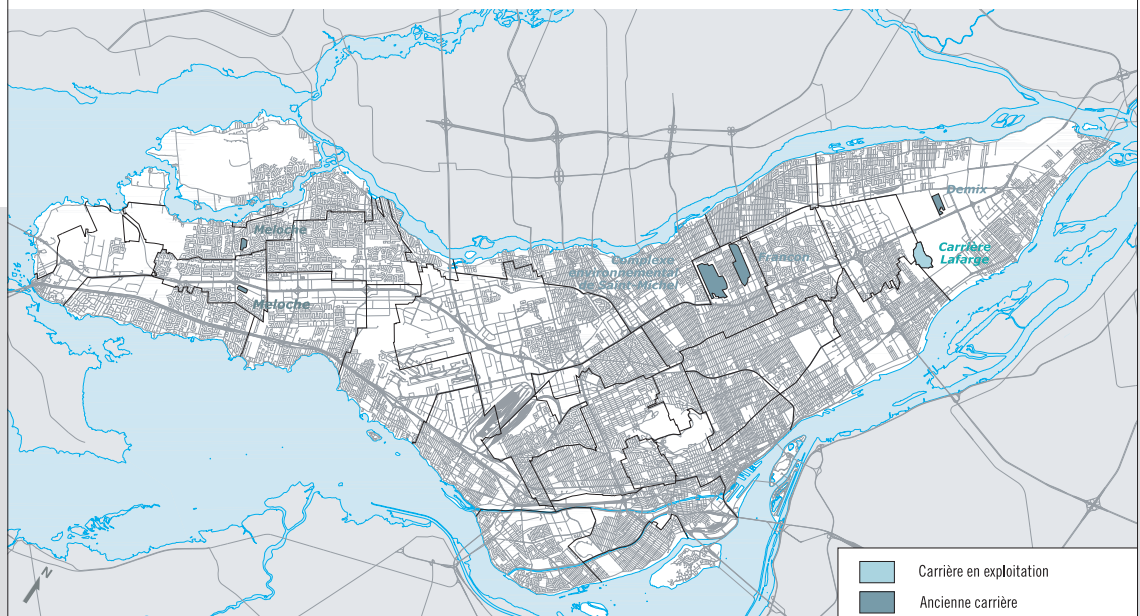 Demix
Meloche
Carrière
Lafarge
Complexe
environnemental
de Saint-Michel
Francon
Meloche
N
Carrière en exploitation
Ancienne carrière